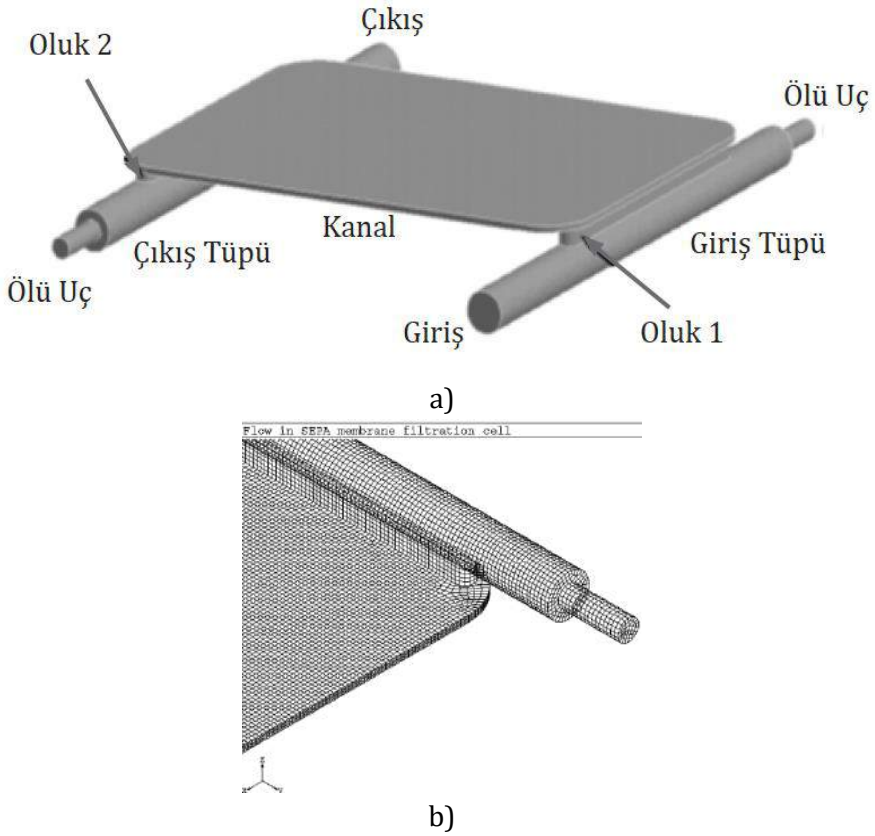 Çıkış
Oluk 2
Ölü Uç
Kanal
Giriş Tüpü
Çıkış Tüpü
Ölü Uç
Giriş
Oluk 1
a)
Flow in SEPA membrane filtration cell
Z
X
Y
b)